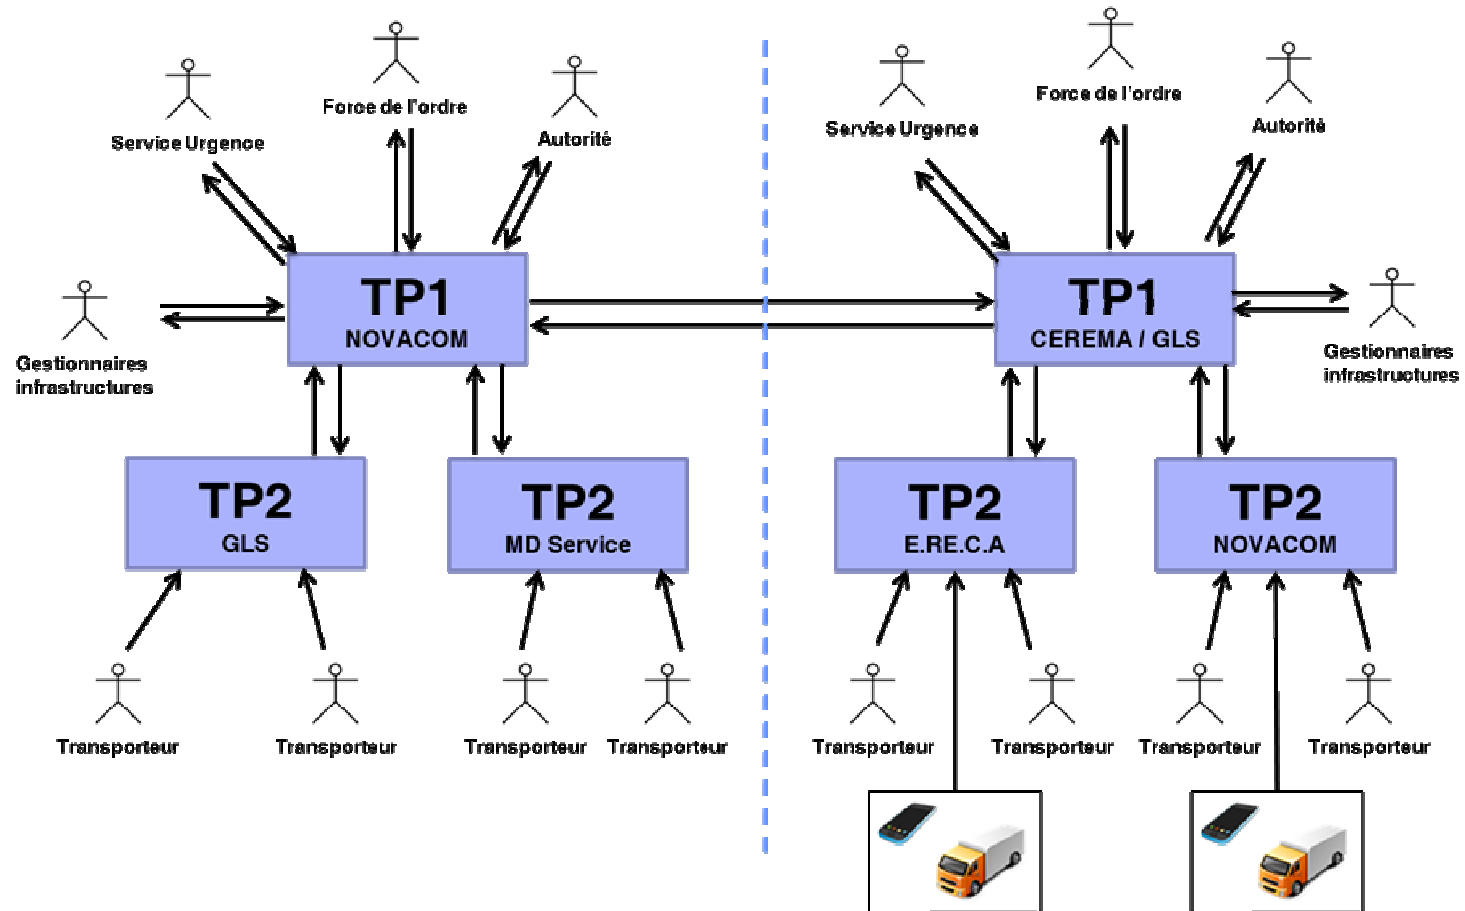 Force de l'ordre
Service Urgence
Autorité
Force de l'ordre
Service Urgence
Autorité
TP1
NOVACOM
TP1
CEREMA / GLS
Gestionnaires
infrastructures
Gestionnaires
infrastructures
TP2
GLS
TP2
MD Service
TP2
E.RE.C.A
TP2
NOVACOM
Transporteur
Transporteur
Transporteur
Transporteur
Transporteur
Transporteur
Transporteur
Transporteur